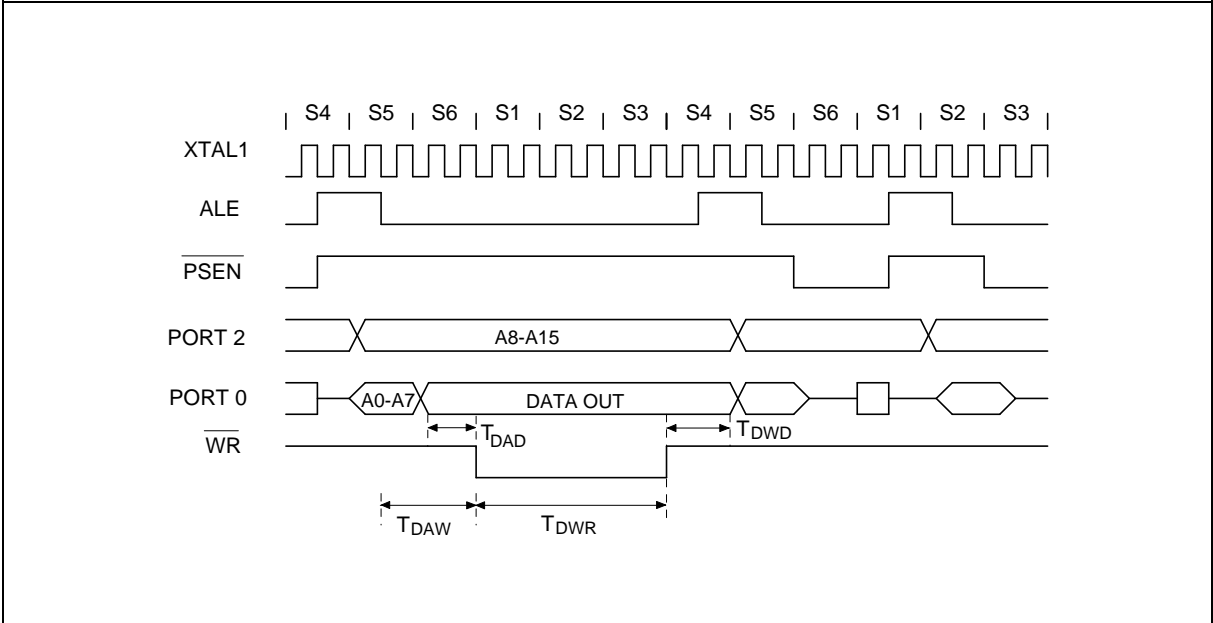 S4 S5 S6 S1 S2 S3 S4 S5 S6 S1 S2 S3
XTAL1
ALE
PSEN
PORT 2 A8-A15
PORT 0 A0-A7 DATA OUT
TDAD TDWD
WR
TDAW TDWR